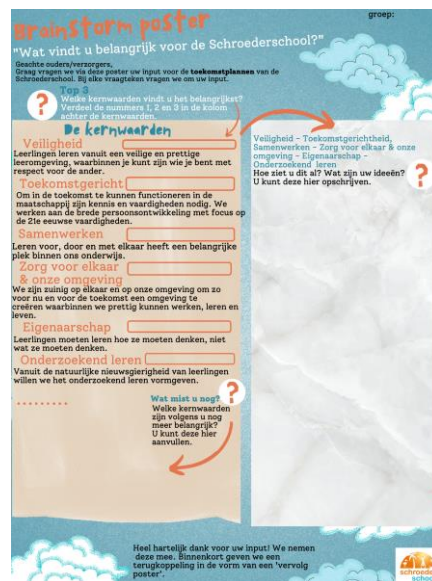 Brainstorm poster
groep:
"Wat vindt u belangrijk voor de Schroederschool?"
Geachte ouders/verzorgers,
Graag vragen we via deze poster uw input voor de toekomstplannen van de
Schroederschool. Bij elke vraagteken vragen we om uw input.
Top 3
?
Welke kernwaarden vindt u het belangrijkst?
Verdeel de nummers 1, 2 en 3 in de kolom
achter de kernwaarden.
De kernwaarden
Veiligheid
Leerlingen leren vanuit een veilige en prettige
leeromgeving, waarbinnen je kunt zijn wie je bent met
respect voor de ander.
Toekomstgericht
Om in de toekomst te kunnen functioneren in de
maatschappij zijn kennis en vaardigheden nodig. We
werken aan de brede persoonsontwikkeling met focus op
de 21e eeuwse vaardigheden.
Samenwerken
Leren voor, door en met elkaar heeft een belangrijke
plek binnen ons onderwijs.
Zorg voor elkaar
& onze omgeving
We zijn zuinig op elkaar en op onze omgeving om zo
voor nu en voor de toekomst een omgeving te
creëren waarbinnen we prettig kunnen werken, leren en
leven.
Eigenaarschap
Leerlingen moeten leren hoe ze moeten denken, niet
wat ze moeten denken.
Onderzoekend leren
Vanuit de natuurlijke nieuwsgierigheid van leerlingen
willen we het onderzoekend leren vormgeven.
.........
Wat mist u nog?
?
Welke kernwaarden
zijn volgens u nog
meer belangrijk?
U kunt deze hier
aanvullen.
Veiligheid - Toekomstgerichtheid,
Samenwerken - Zorg voor elkaar & onze
omgeving - Eigenaarschap -
Onderzoekend leren
Hoe ziet u dit al? Wat zijn uw ideeën?
U kunt deze hier opschrijven.
?
Heel hartelijk dank voor uw input! We nemen
deze mee. Binnenkort geven we een
terugkoppeling in de vorm van een 'vervolg
poster'.